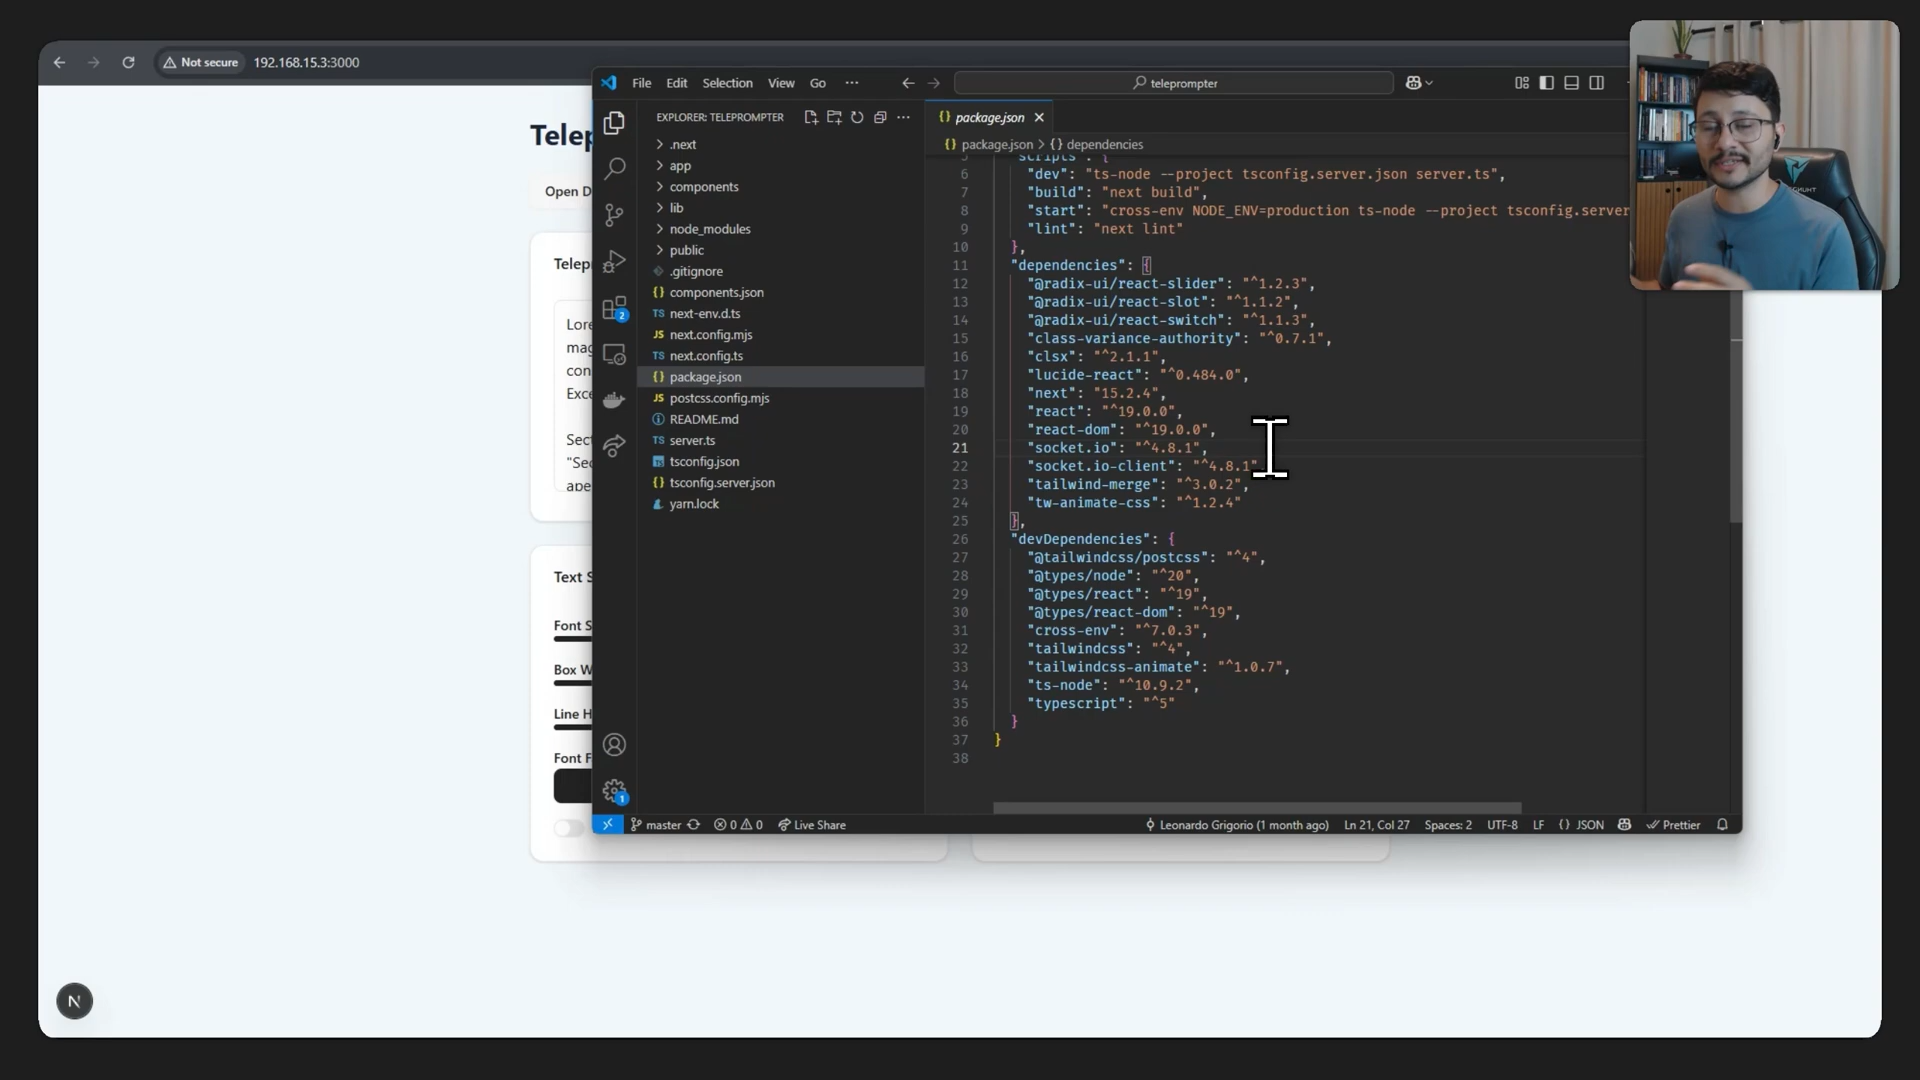 Not secure 192.168.15.3:3000
File Edit Selection View Go ··· teleprompter
EXPLORER: TELEPROMPTER
.next
app
components
lib
node_modules
public
.gitignore
components.json
next-env.d.ts
next.config.mjs
next.config.ts
package.json
postcss.config.mjs
README.md
server.ts
tsconfig.json
tsconfig.server.json
yarn.lock
2
1
{} package.json
{} package.json > {} dependencies
5 "scripts": {
6 "dev": "ts-node --project tsconfig.server.json server.ts",
7 "build": "next build",
8 "start": "cross-env NODE_ENV=production ts-node --project tsconfig.server
9 "lint": "next lint"
10 },
11 "dependencies": {
12 "@radix-ui/react-slider": "^1.2.3",
13 "@radix-ui/react-slot": "^1.1.2",
14 "@radix-ui/react-switch": "^1.1.3",
15 "class-variance-authority": "^0.7.1",
16 "clsx": "^2.1.1",
17 "lucide-react": "^0.484.0",
18 "next": "15.2.4",
19 "react": "^19.0.0",
20 "react-dom": "^19.0.0",
21 "socket.io": "^4.8.1",
22 "socket.io-client": "^4.8.1"
23 "tailwind-merge": "^3.0.2",
24 "tw-animate-css": "^1.2.4"
25 },
26 "devDependencies": {
27 "@tailwindcss/postcss": "^4",
28 "@types/node": "^20",
29 "@types/react": "^19",
30 "@types/react-dom": "^19",
31 "cross-env": "^7.0.3",
32 "tailwindcss": "^4",
33 "tailwindcss-animate": "^1.0.7",
34 "ts-node": "^10.9.2",
35 "typescript": "^5"
36 }
37 }
38
master 0 0 Live Share Leonardo Grigorio (1 month ago) Ln 21, Col 27 Spaces: 2 UTF-8 LF {} JSON Prettier
Telep
Open D
Telep
Lore
mag
con
Exce
Sect
"Sec
ape
Text S
Font S
Box W
Line H
Font F
N